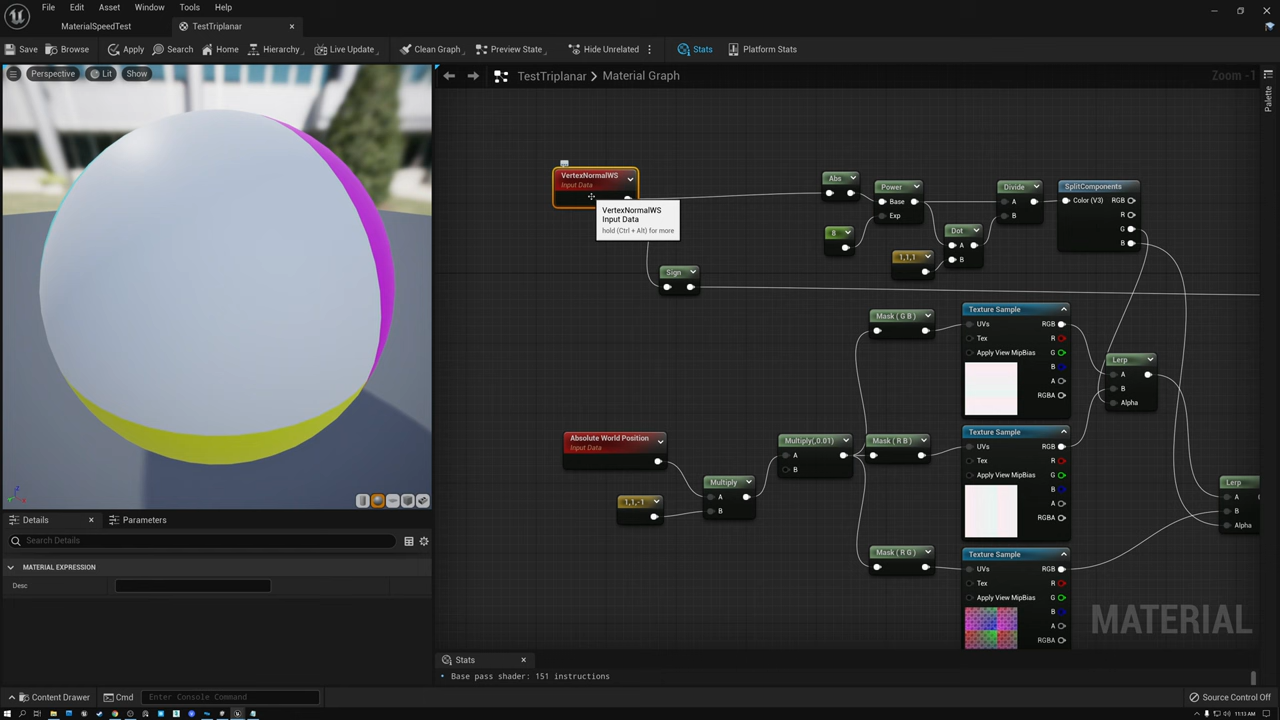 File Edit Asset Window Tools Help
MaterialSpeedTest TestTriplanar
Save Browse Apply Search Home Hierarchy Live Update Clean Graph Preview State Hide Unrelated Stats Platform Stats
Perspective Lit Show
TestTriplanar > Material Graph
Zoom -1
Palette
VertexNormalWS
Input Data
VertexNormalWS
Input Data
hold (Ctrl + Alt) for more
Sign
Abs
8
Power
Base
Exp
1,1,1
Dot
A
B
Divide
A
B
SplitComponents
Color (V3) RGB
R
G
B
Mask ( G B )
Texture Sample
UVs RGB
Tex R
Apply View MipBias G
B
A
RGBA
Lerp
A
B
Alpha
Absolute World Position
Input Data
1,1,-1
Multiply
A
B
Multiply(,0.01)
A
B
Mask ( R B )
Texture Sample
UVs RGB
Tex R
Apply View MipBias G
B
A
RGBA
Lerp
A
B
Alpha
Mask ( R G )
Texture Sample
UVs RGB
Tex R
Apply View MipBias G
B
A
RGBA
MATERIAL
Details Parameters
Search Details
MATERIAL EXPRESSION
Desc
Stats
Base pass shader: 151 instructions
Content Drawer Cmd Enter Console Command Source Control Off
11:13 AM